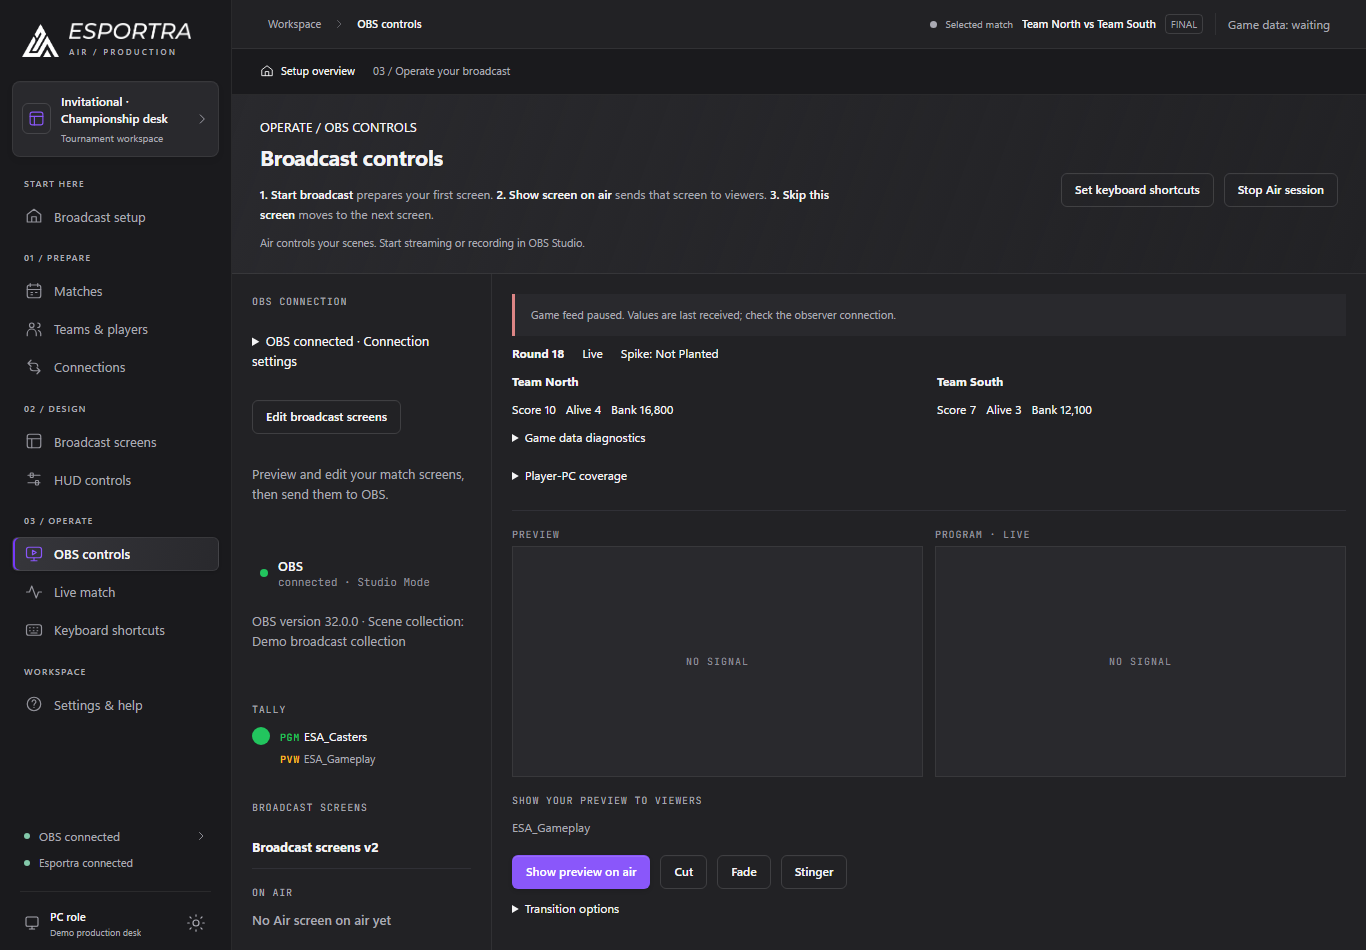 ESPORTRA
AIR / PRODUCTION
Invitational ·
Championship desk
Tournament workspace
START HERE
Broadcast setup
01 / PREPARE
Matches
Teams & players
Connections
02 / DESIGN
Broadcast screens
HUD controls
03 / OPERATE
OBS controls
Live match
Keyboard shortcuts
WORKSPACE
Settings & help
OBS connected
Esportra connected
PC role
Demo production desk
Workspace
OBS controls
Selected match Team North vs Team South FINAL
Game data: waiting
Setup overview
03 / Operate your broadcast
OPERATE / OBS CONTROLS
Broadcast controls
1. Start broadcast prepares your first screen. 2. Show screen on air sends that screen to viewers. 3. Skip this
screen moves to the next screen.
Air controls your scenes. Start streaming or recording in OBS Studio.
Set keyboard shortcuts
Stop Air session
OBS CONNECTION
OBS connected · Connection
settings
Edit broadcast screens
Preview and edit your match screens,
then send them to OBS.
OBS
connected · Studio Mode
OBS version 32.0.0 · Scene collection:
Demo broadcast collection
TALLY
PGM ESA_Casters
PVW ESA_Gameplay
BROADCAST SCREENS
Broadcast screens v2
ON AIR
No Air screen on air yet
Game feed paused. Values are last received; check the observer connection.
Round 18 Live Spike: Not Planted
Team North
Score 10 Alive 4 Bank 16,800
Team South
Score 7 Alive 3 Bank 12,100
Game data diagnostics
Player-PC coverage
PREVIEW
NO SIGNAL
PROGRAM · LIVE
NO SIGNAL
SHOW YOUR PREVIEW TO VIEWERS
ESA_Gameplay
Show preview on air
Cut
Fade
Stinger
Transition options